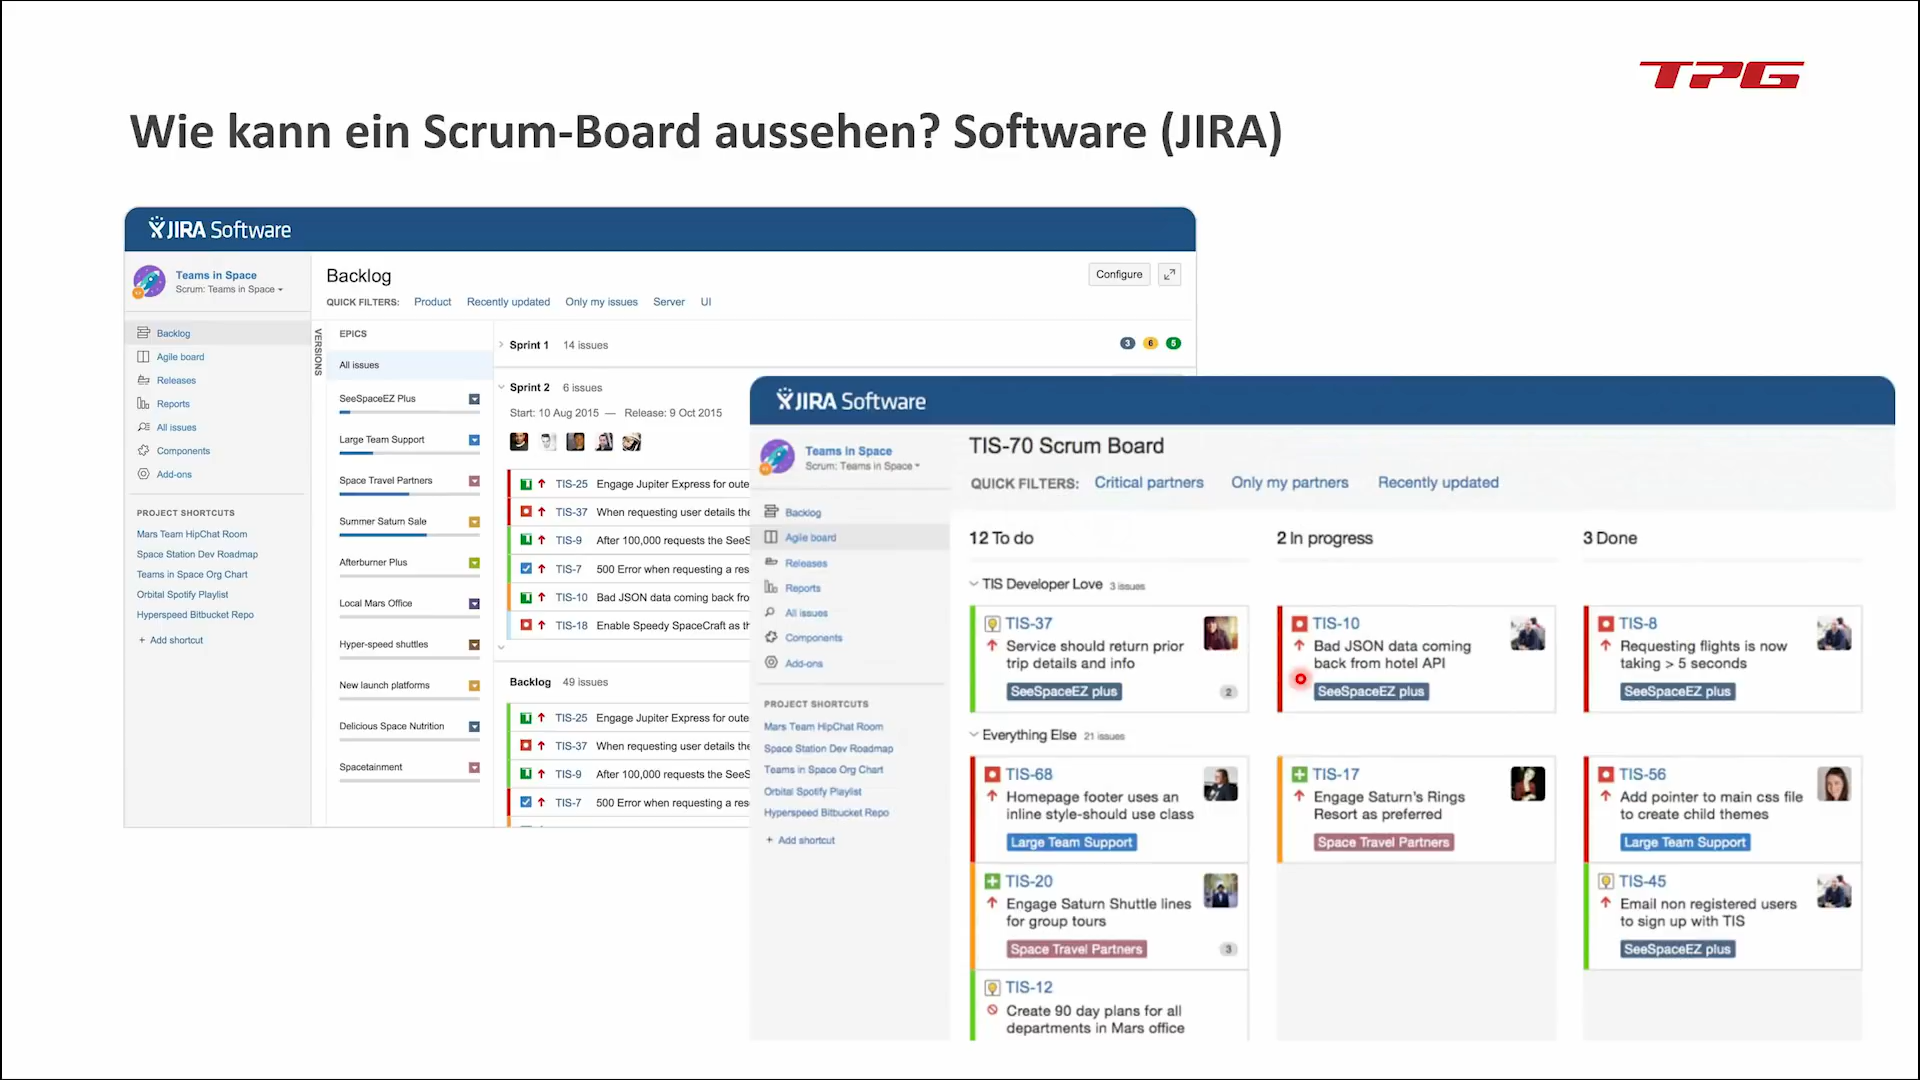 TPG
Wie kann ein Scrum-Board aussehen? Software (JIRA)
JIRA Software
Teams in Space
Scrum: Teams in Space
Backlog
Agile board
Releases
Reports
All issues
Components
Add-ons
PROJECT SHORTCUTS
Mars Team HipChat Room
Space Station Dev Roadmap
Teams in Space Org Chart
Orbital Spotify Playlist
Hyperspeed Bitbucket Repo
+ Add shortcut
Backlog
Configure
QUICK FILTERS: Product Recently updated Only my issues Server UI
VERSIONS
EPICS
All issues
SeeSpaceEZ Plus
Large Team Support
Space Travel Partners
Summer Saturn Sale
Afterburner Plus
Local Mars Office
Hyper-speed shuttles
New launch platforms
Delicious Space Nutrition
Spacetainment
Sprint 1 14 issues
3 6 5
Sprint 2 6 issues
Start: 10 Aug 2015 — Release: 9 Oct 2015
TIS-25 Engage Jupiter Express for oute
TIS-37 When requesting user details the
TIS-9 After 100,000 requests the SeeS
TIS-7 500 Error when requesting a res
TIS-10 Bad JSON data coming back fro
TIS-18 Enable Speedy SpaceCraft as th
Backlog 49 issues
TIS-25 Engage Jupiter Express for oute
TIS-37 When requesting user details the
TIS-9 After 100,000 requests the SeeS
TIS-7 500 Error when requesting a res
JIRA Software
Teams in Space
Scrum: Teams in Space
Backlog
Agile board
Releases
Reports
All issues
Components
Add-ons
PROJECT SHORTCUTS
Mars Team HipChat Room
Space Station Dev Roadmap
Teams in Space Org Chart
Orbital Spotify Playlist
Hyperspeed Bitbucket Repo
+ Add shortcut
TIS-70 Scrum Board
QUICK FILTERS: Critical partners Only my partners Recently updated
12 To do
2 In progress
3 Done
TIS Developer Love 3 issues
TIS-37
Service should return prior
trip details and info
SeeSpaceEZ plus
2
TIS-10
Bad JSON data coming
back from hotel API
SeeSpaceEZ plus
TIS-8
Requesting flights is now
taking > 5 seconds
SeeSpaceEZ plus
Everything Else 21 issues
TIS-68
Homepage footer uses an
inline style-should use class
Large Team Support
TIS-17
Engage Saturn's Rings
Resort as preferred
Space Travel Partners
TIS-56
Add pointer to main css file
to create child themes
Large Team Support
TIS-20
Engage Saturn Shuttle lines
for group tours
Space Travel Partners
3
TIS-45
Email non registered users
to sign up with TIS
SeeSpaceEZ plus
TIS-12
Create 90 day plans for all
departments in Mars office